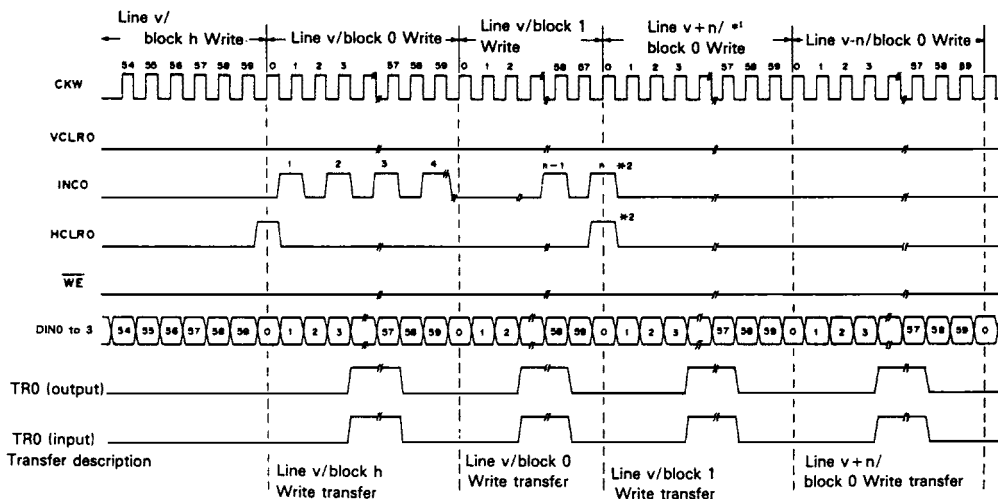 Line v/
block h Write
Line v/block 0 Write
Line v/block 1
Write
Line v+n/ *1
block 0 Write
Line v-n/block 0 Write
54 55 56 57 58 59 0 1 2 3 57 58 59 0 1 2 58 67 0 1 2 3 57 58 59 0 1 2 3 57 58 89
CKW
VCLR0
1 2 3 4 n-1 n *2
INC0
HCLR0
*2
WE
DIN0 to 3
54 55 56 57 58 59 0 1 2 3 57 58 59 0 1 2 58 59 0 1 2 3 57 58 59 0 1 2 3 57 58 59 0
TR0 (output)
TR0 (input)
Transfer description
Line v/block h
Write transfer
Line v/block 0
Write transfer
Line v/block 1
Write transfer
Line v+n/
block 0 Write transfer